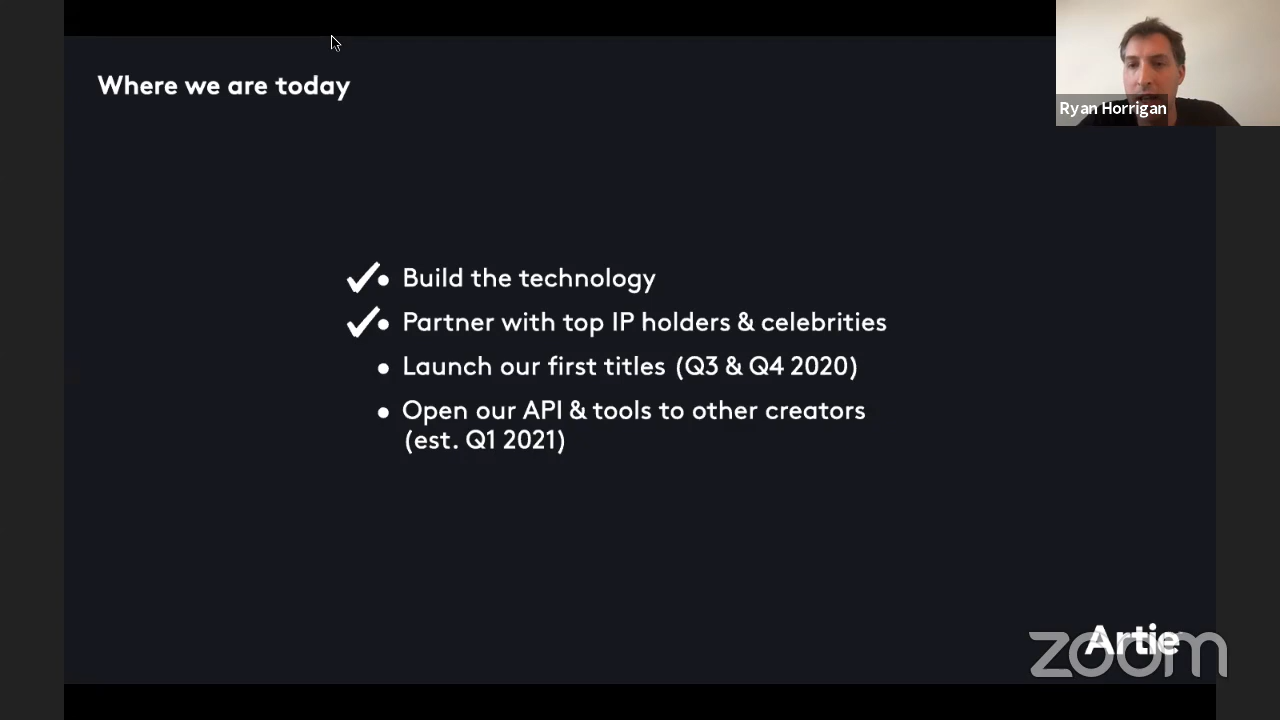 Where we are today
Ryan Horrigan
Build the technology
Partner with top IP holders & celebrities
Launch our first titles (Q3 & Q4 2020)
Open our API & tools to other creators
(est. Q1 2021)
Artie
zoom